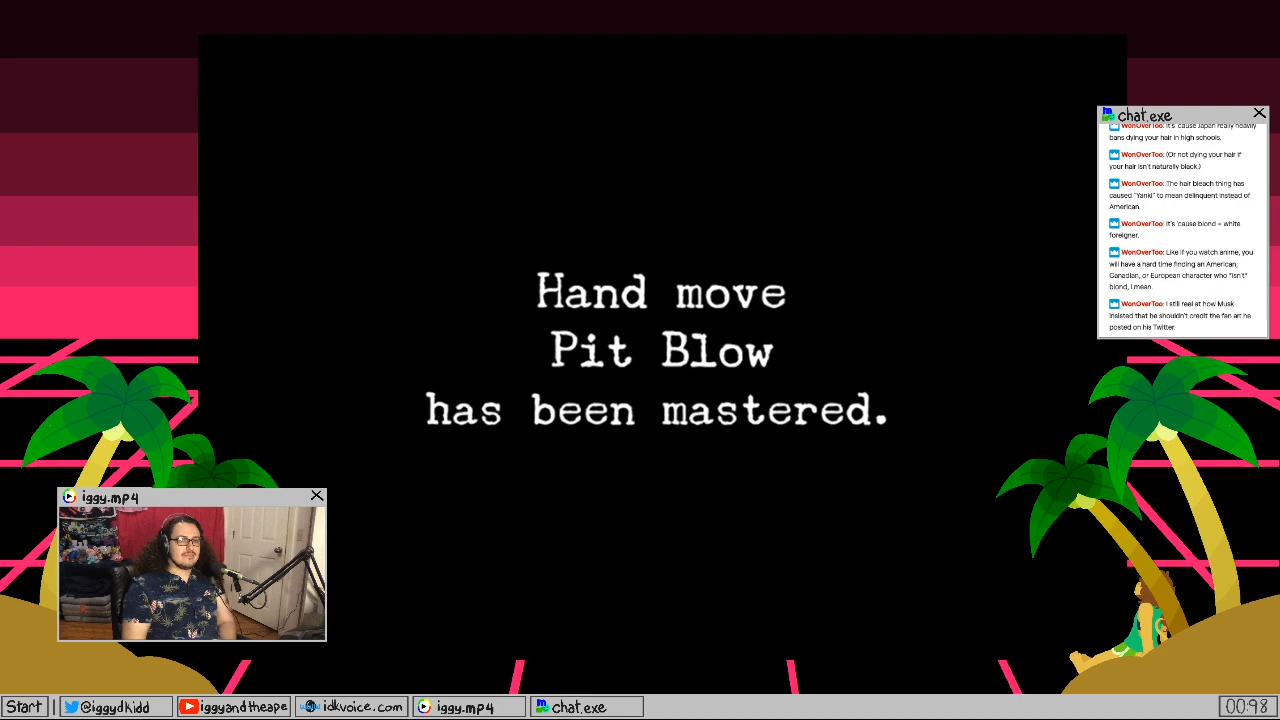 Hand move
Pit Blow
has been mastered.
chat.exe
WonOverToo: It's 'cause Japan really heavily
bans dying your hair in high schools.
WonOverToo: (Or not dying your hair if
your hair isn't naturally black.)
WonOverToo: The hair bleach thing has
caused "Yanki" to mean delinquent instead of
American.
WonOverToo: It's 'cause blond = white
foreigner.
WonOverToo: Like if you watch anime, you
will have a hard time finding an American,
Canadian, or European character who *isn't*
blond, I mean.
WonOverToo: I still reel at how Musk
insisted that he shouldn't credit the fan art he
posted on his Twitter.
iggy.mp4
Start | @iggydkidd iggyandtheape www idkvoice.com iggy.mp4 chat.exe 00:98